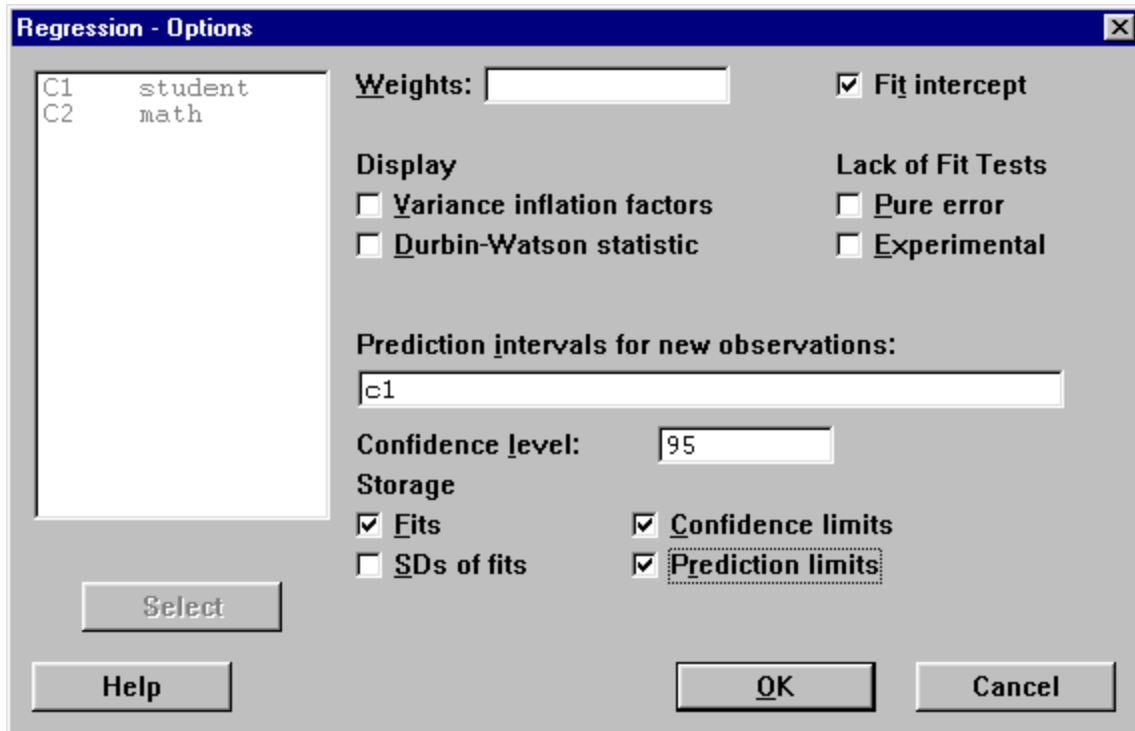 Regression - Options
C1 student
C2 math
Weights:
Fit intercept
Display
Lack of Fit Tests
Variance inflation factors
Pure error
Durbin-Watson statistic
Experimental
Prediction intervals for new observations:
c1
Confidence level: 95
Storage
Fits
Confidence limits
SDs of fits
Prediction limits
Select
Help
OK
Cancel